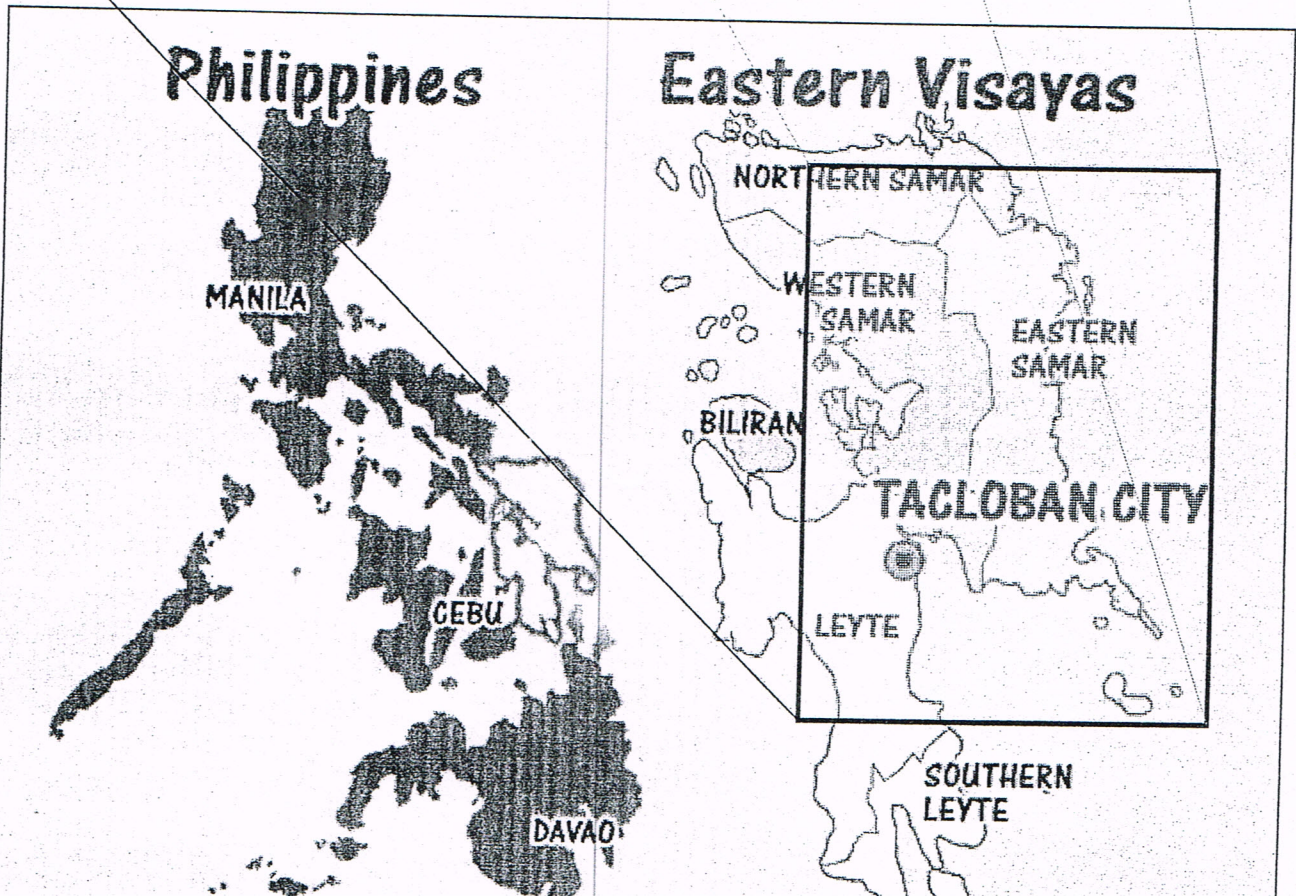 Philippines
MANILA
CEBU
DAVAO
Eastern Visayas
NORTHERN SAMAR
WESTERN
SAMAR
EASTERN
SAMAR
BILIRAN
TACLOBAN CITY
LEYTE
SOUTHERN
LEYTE